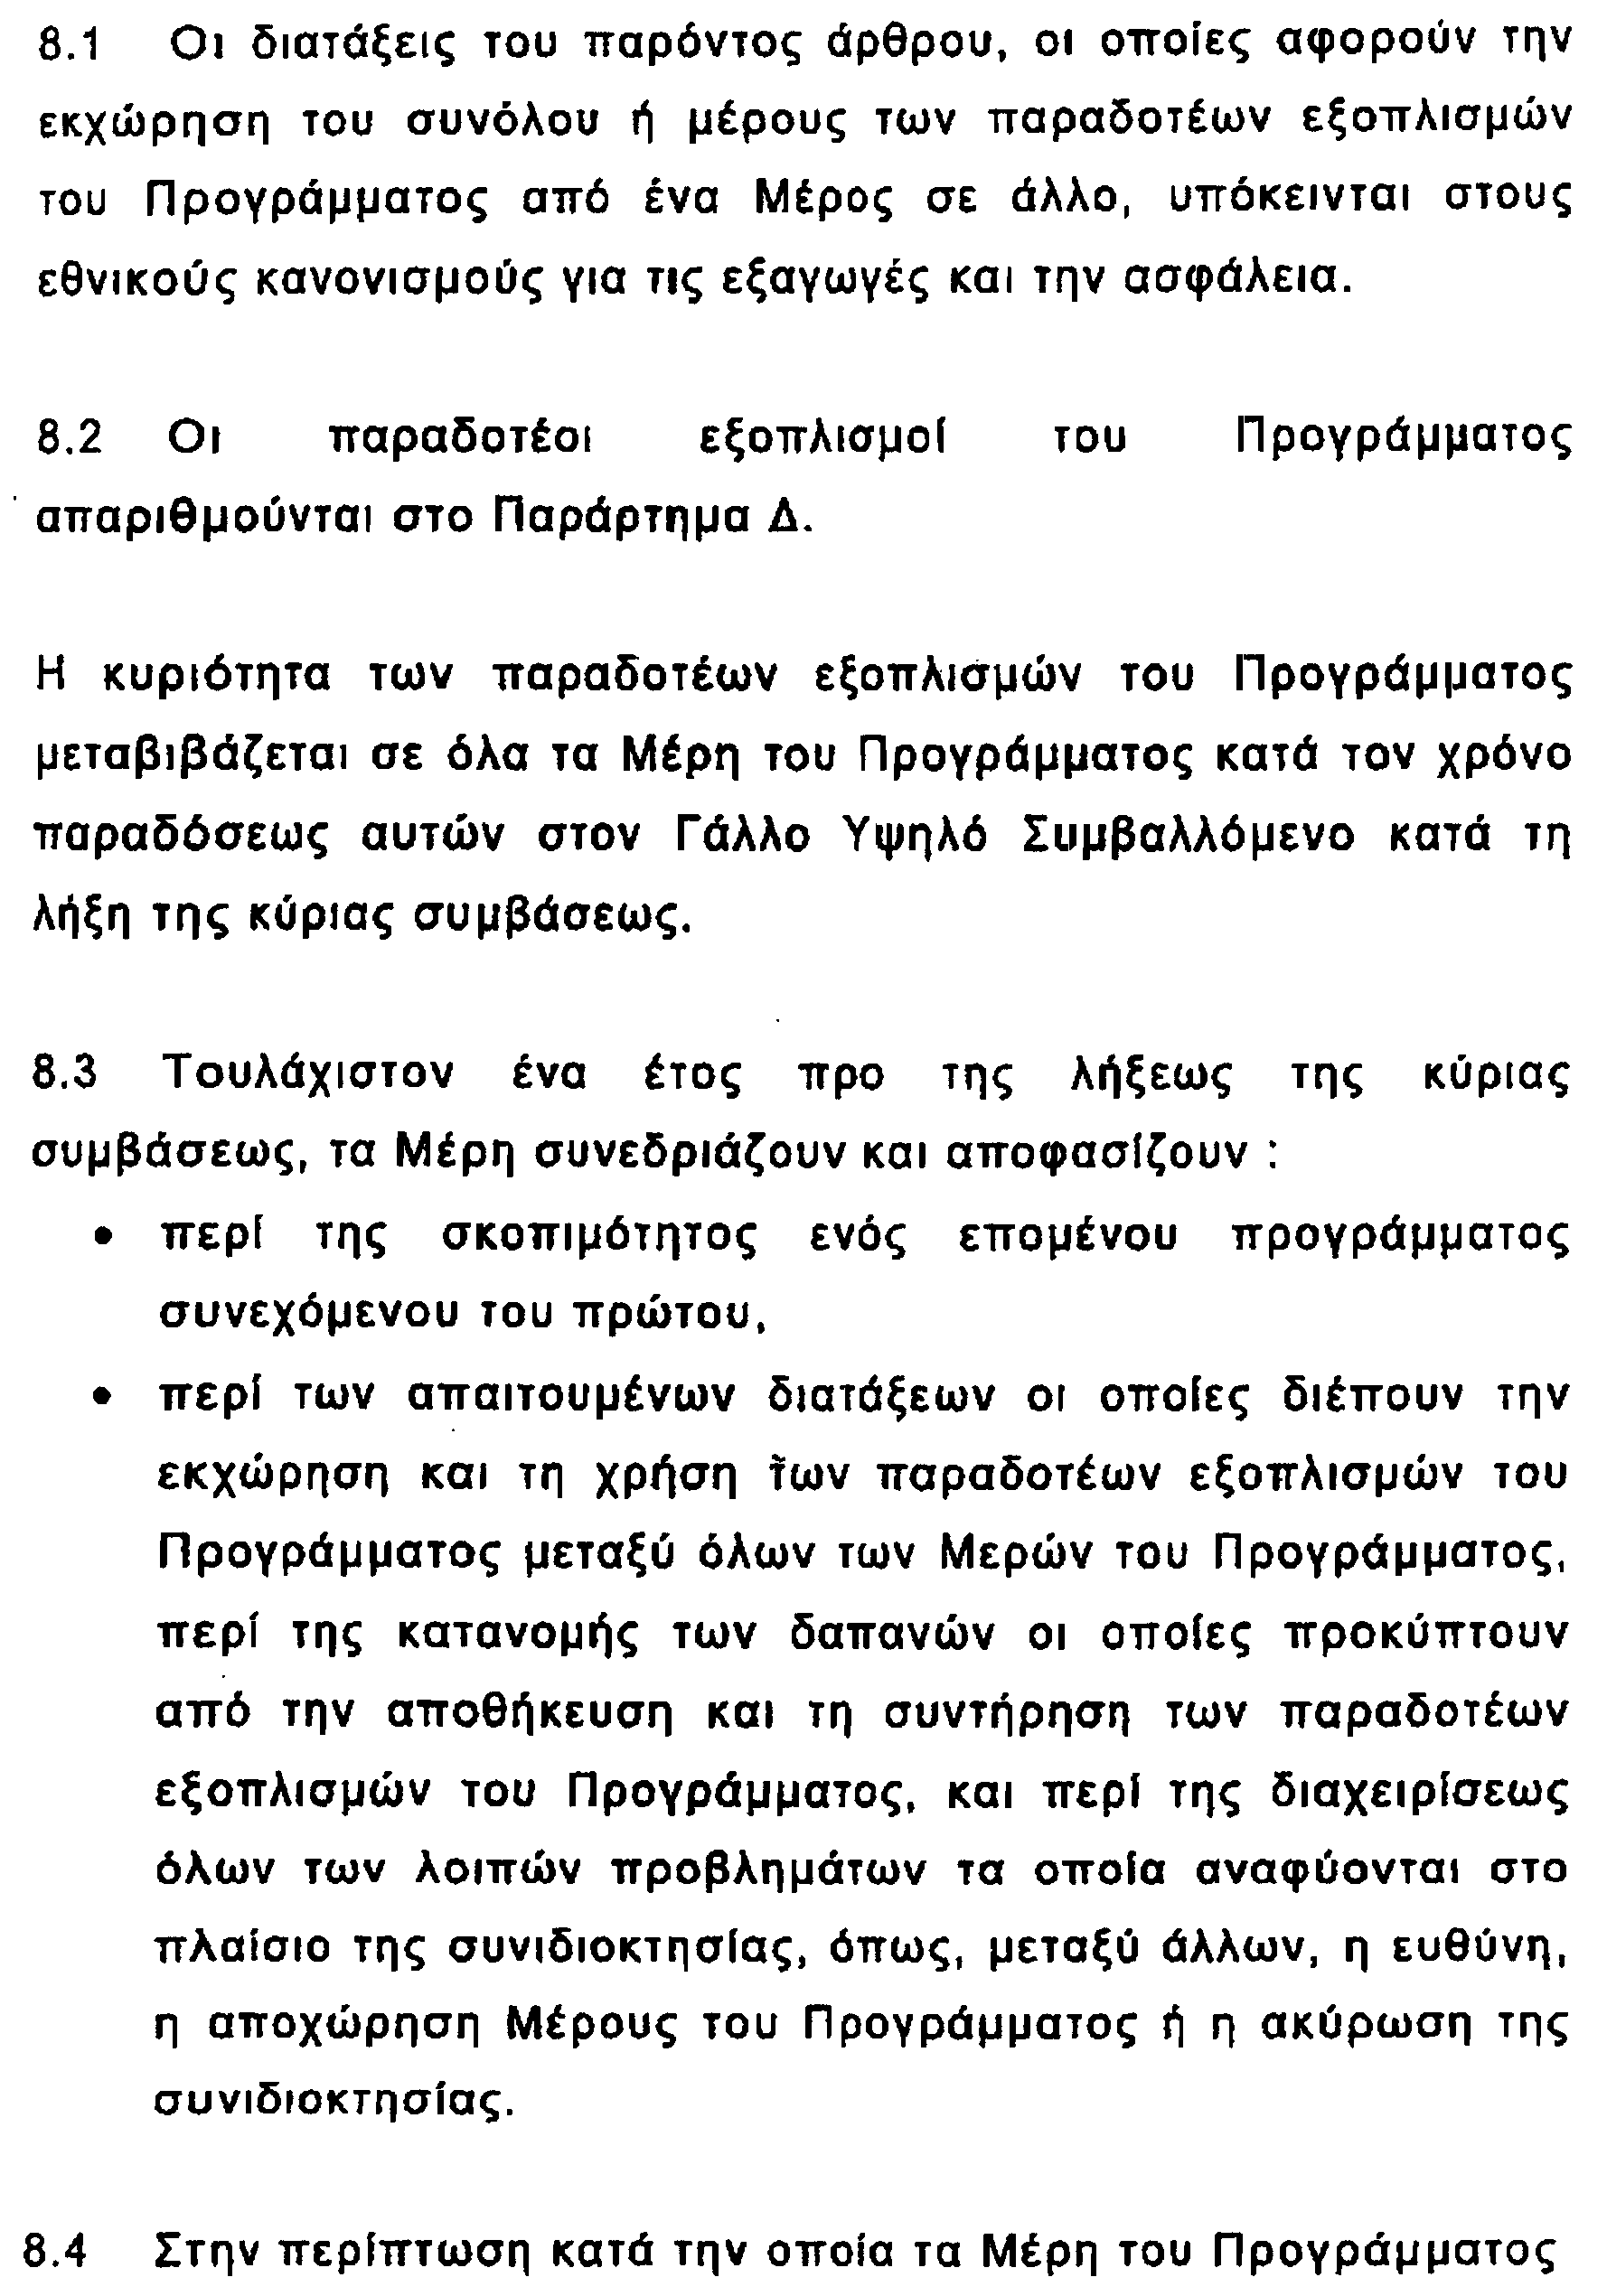 8.1 Οι διατάξεις του παρόντος άρθρου, οι οποίες αφορούν την
εκχώρηση του συνόλου ή μέρους των παραδοτέων εξοπλισμών
του Προγράμματος από ένα Μέρος σε άλλο, υπόκεινται στους
εθνικούς κανονισμούς για τις εξαγωγές και την ασφάλεια.
8.2 Οι παραδοτέοι εξοπλισμοί του Προγράμματος
απαριθμούνται στο Παράρτημα Δ.
Η κυριότητα των παραδοτέων εξοπλισμών του Προγράμματος
μεταβιβάζεται σε όλα τα Μέρη του Προγράμματος κατά τον χρόνο
παραδόσεως αυτών στον Γάλλο Υψηλό Συμβαλλόμενο κατά τη
λήξη της κύριας συμβάσεως.
8.3 Τουλάχιστον ένα έτος προ της λήξεως της κύριας
συμβάσεως, τα Μέρη συνεδριάζουν και αποφασίζουν :
• περί της σκοπιμότητος ενός επομένου προγράμματος
συνεχόμενου του πρώτου,
• περί των απαιτουμένων διατάξεων οι οποίες διέπουν την
εκχώρηση και τη χρήση των παραδοτέων εξοπλισμών του
Προγράμματος μεταξύ όλων των Μερών του Προγράμματος,
περί της κατανομής των δαπανών οι οποίες προκύπτουν
από την αποθήκευση και τη συντήρηση των παραδοτέων
εξοπλισμών του Προγράμματος, και περί της διαχειρίσεως
όλων των λοιπών προβλημάτων τα οποία αναφύονται στο
πλαίσιο της συνιδιοκτησίας, όπως, μεταξύ άλλων, η ευθύνη,
η αποχώρηση Μέρους του Προγράμματος ή η ακύρωση της
συνιδιοκτησίας.
8.4 Στην περίπτωση κατά την οποία τα Μέρη του Προγράμματος